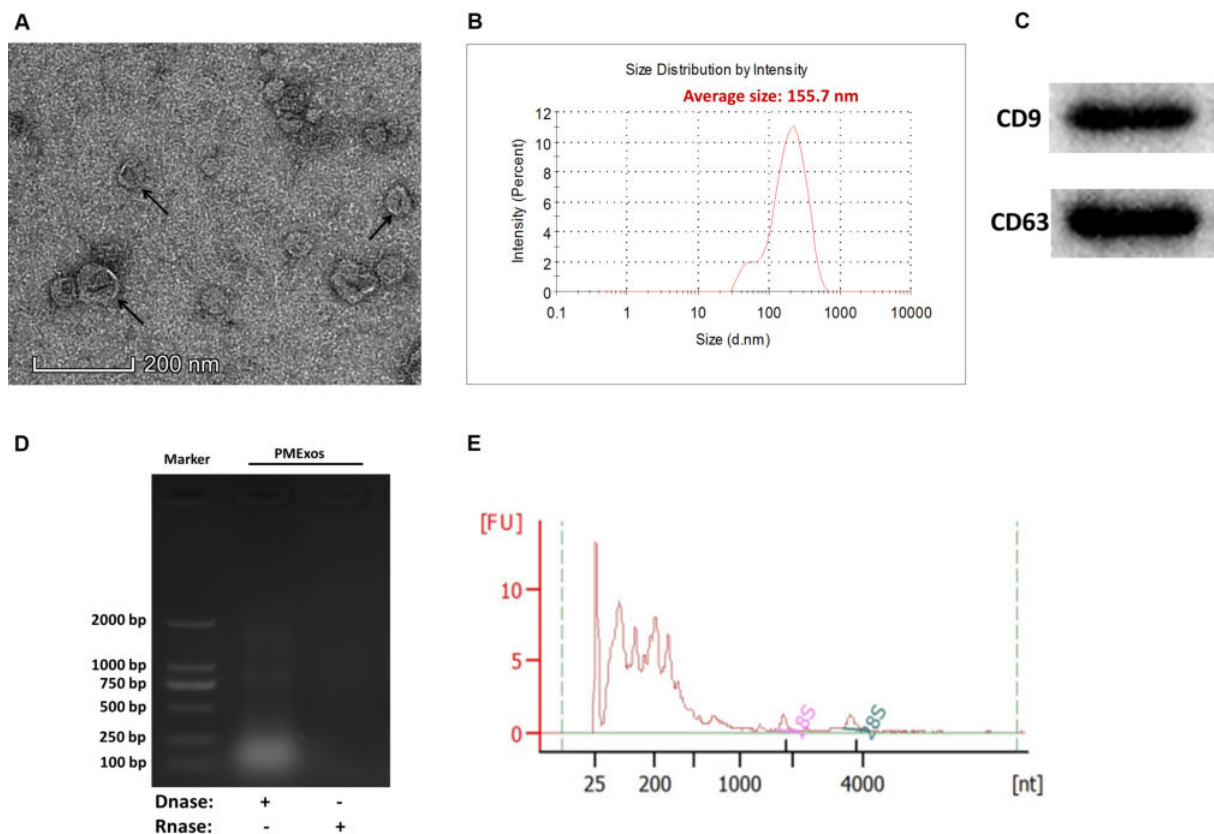 A
200 nm
B
Size Distribution by Intensity
Average size: 155.7 nm
Intensity (Percent)
12
10
8
6
4
2
0
0.1 1 10 100 1000 10000
Size (d.nm)
C
CD9
CD63
D
Marker PMExos
2000 bp
1000 bp
750 bp
500 bp
250 bp
100 bp
Dnase: + -
Rnase: - +
E
[FU]
10
5
0
18S 28S
25 200 1000 4000 [nt]